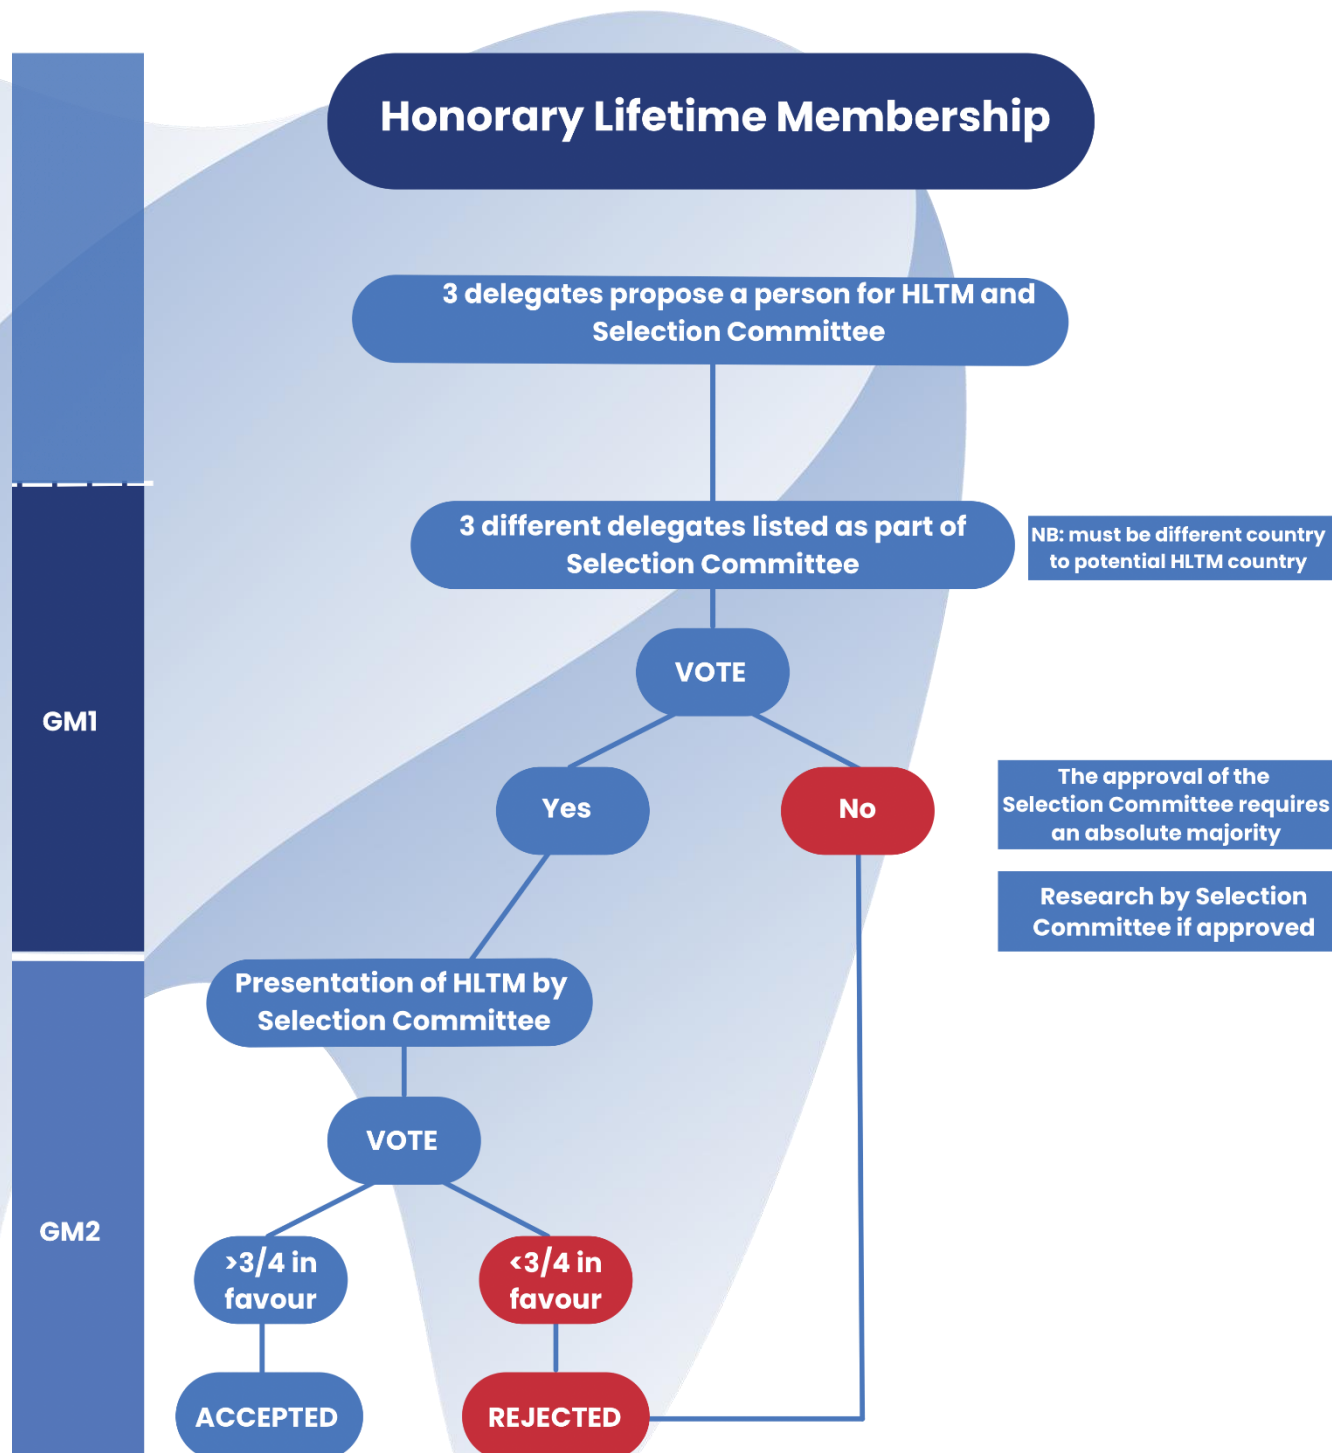 Honorary Lifetime Membership
3 delegates propose a person for HLTM and
Selection Committee
3 different delegates listed as part of
Selection Committee
NB: must be different country
to potential HLTM country
VOTE
GM1
Yes
No
The approval of the
Selection Committee requires
an absolute majority
Research by Selection
Committee if approved
Presentation of HLTM by
Selection Committee
VOTE
GM2
>3/4 in
favour
<3/4 in
favour
ACCEPTED
REJECTED